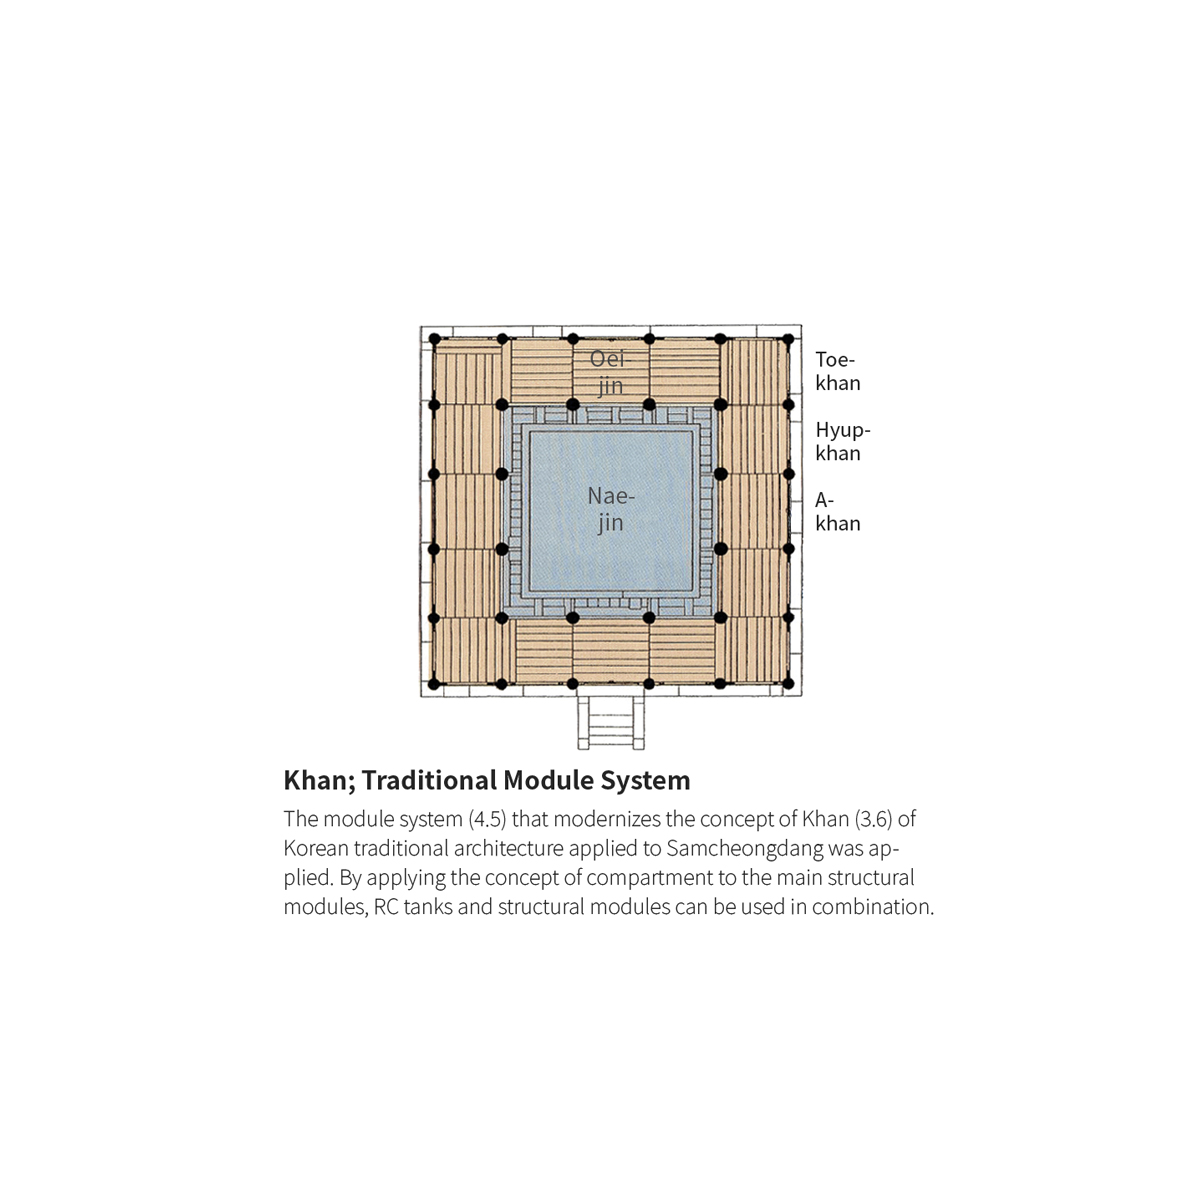 Oei-
jin
Toe-
khan
Hyup-
khan
Nae-
jin
A-
khan
Khan; Traditional Module System
The module system (4.5) that modernizes the concept of Khan (3.6) of
Korean traditional architecture applied to Samcheongdang was ap-
plied. By applying the concept of compartment to the main structural
modules, RC tanks and structural modules can be used in combination.